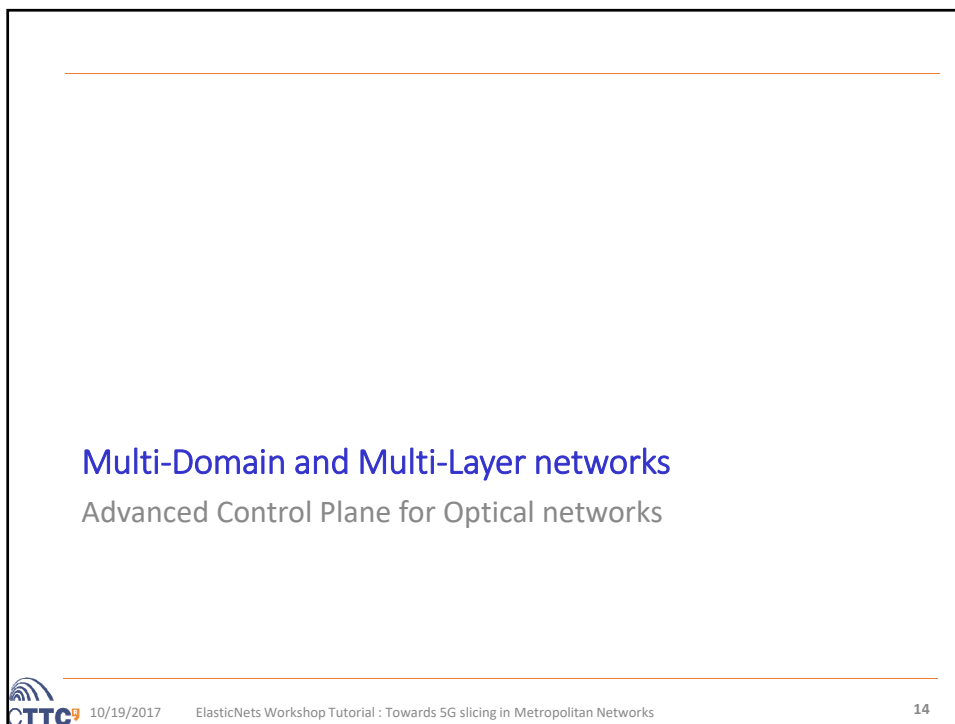 Multi-Domain and Multi-Layer networks
Advanced Control Plane for Optical networks
CTTC 10/19/2017 ElasticNets Workshop Tutorial : Towards 5G slicing in Metropolitan Networks 14